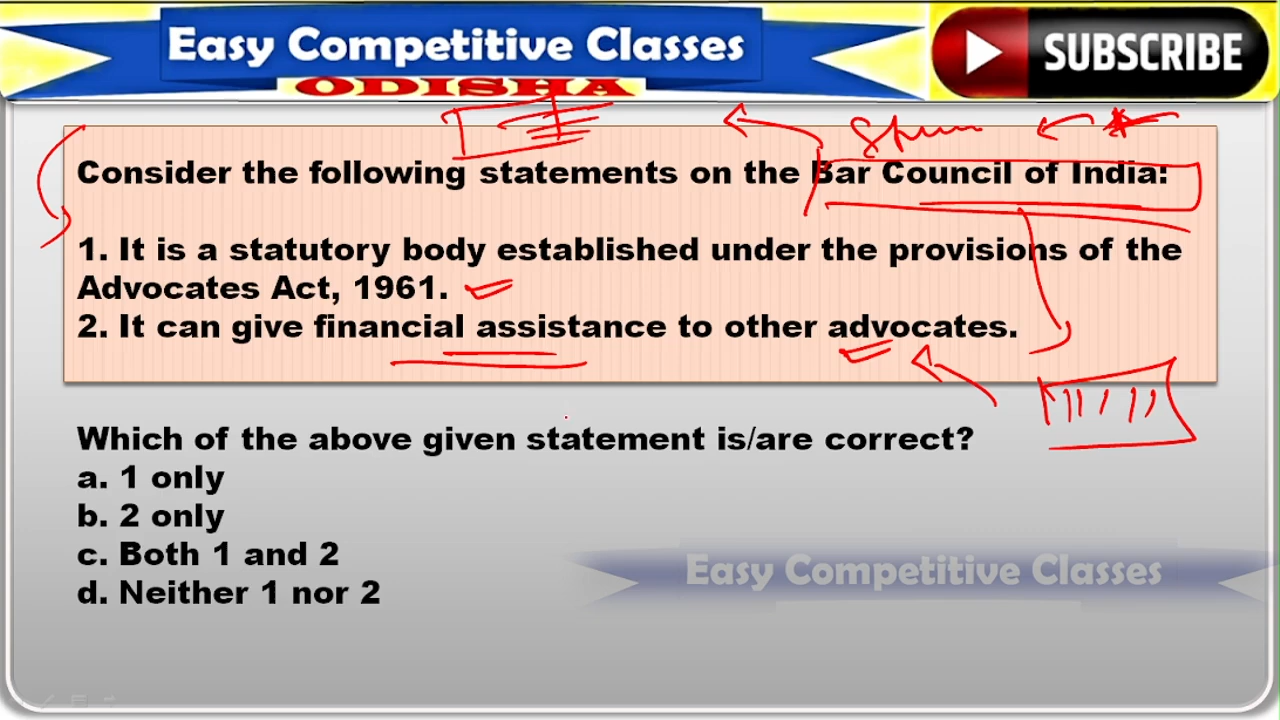 Easy Competitive Classes
ODISHA
SUBSCRIBE
Consider the following statements on the Bar Council of India:
1. It is a statutory body established under the provisions of the
Advocates Act, 1961.
2. It can give financial assistance to other advocates.
Which of the above given statement is/are correct?
a. 1 only
b. 2 only
c. Both 1 and 2
d. Neither 1 nor 2
Easy Competitive Classes